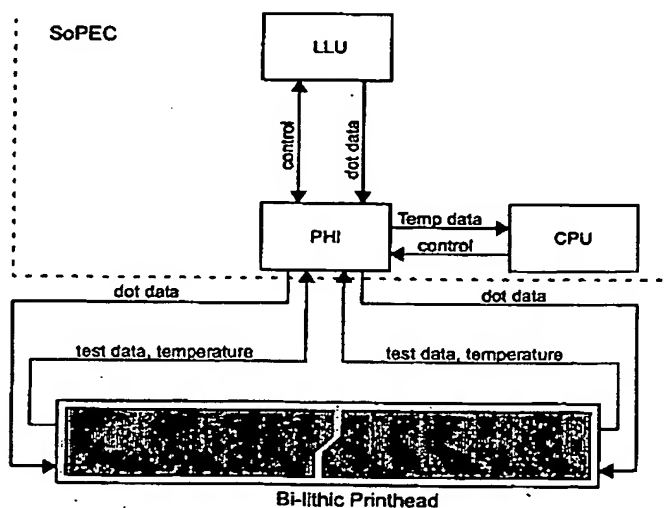 SoPEC
LLU
control
dot data
PHI
Temp data
control
CPU
dot data
dot data
test data, temperature
test data, temperature
Bi-lithic Printhead